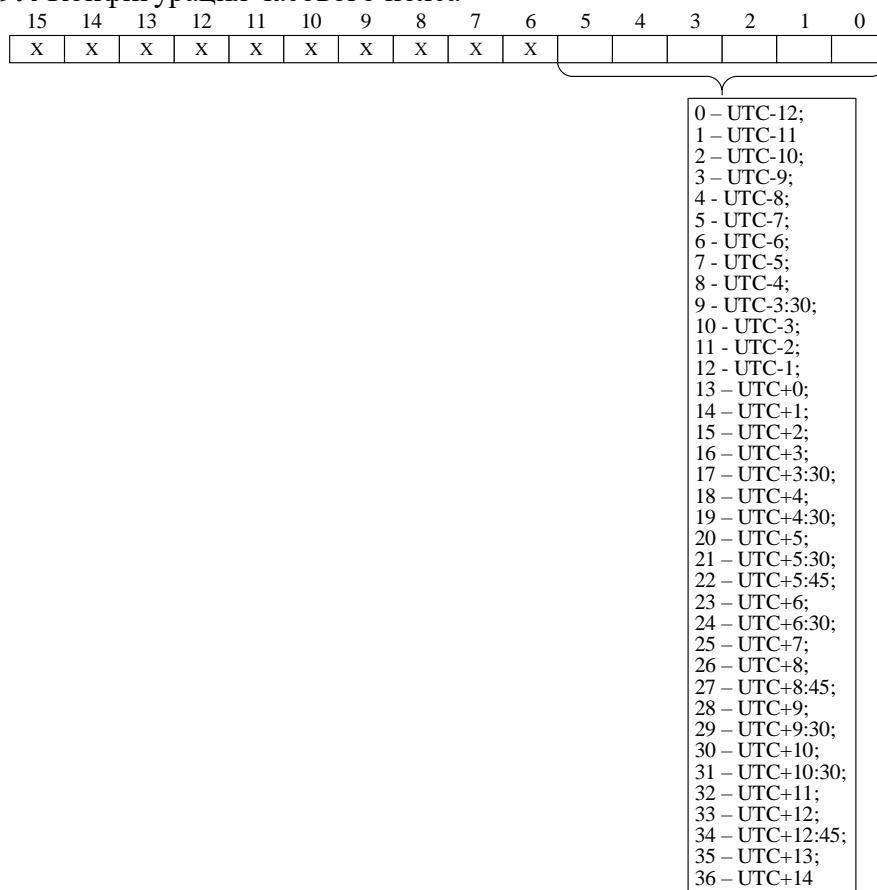 Конфигурация часового пояса
15 14 13 12 11 10 9 8 7 6 5 4 3 2 1 0
X X X X X X X X X X
0 – UTC-12;
1 – UTC-11
2 – UTC-10;
3 – UTC-9;
4 - UTC-8;
5 - UTC-7;
6 - UTC-6;
7 - UTC-5;
8 - UTC-4;
9 - UTC-3:30;
10 - UTC-3;
11 - UTC-2;
12 - UTC-1;
13 – UTC+0;
14 – UTC+1;
15 – UTC+2;
16 – UTC+3;
17 – UTC+3:30;
18 – UTC+4;
19 – UTC+4:30;
20 – UTC+5;
21 – UTC+5:30;
22 – UTC+5:45;
23 – UTC+6;
24 – UTC+6:30;
25 – UTC+7;
26 – UTC+8;
27 – UTC+8:45;
28 – UTC+9;
29 – UTC+9:30;
30 – UTC+10;
31 – UTC+10:30;
32 – UTC+11;
33 – UTC+12;
34 – UTC+12:45;
35 – UTC+13;
36 – UTC+14